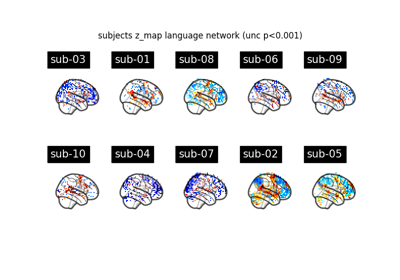 subjects z_map language network (unc p<0.001)
sub-03 sub-01 sub-08 sub-06 sub-09
sub-10 sub-04 sub-07 sub-02 sub-05